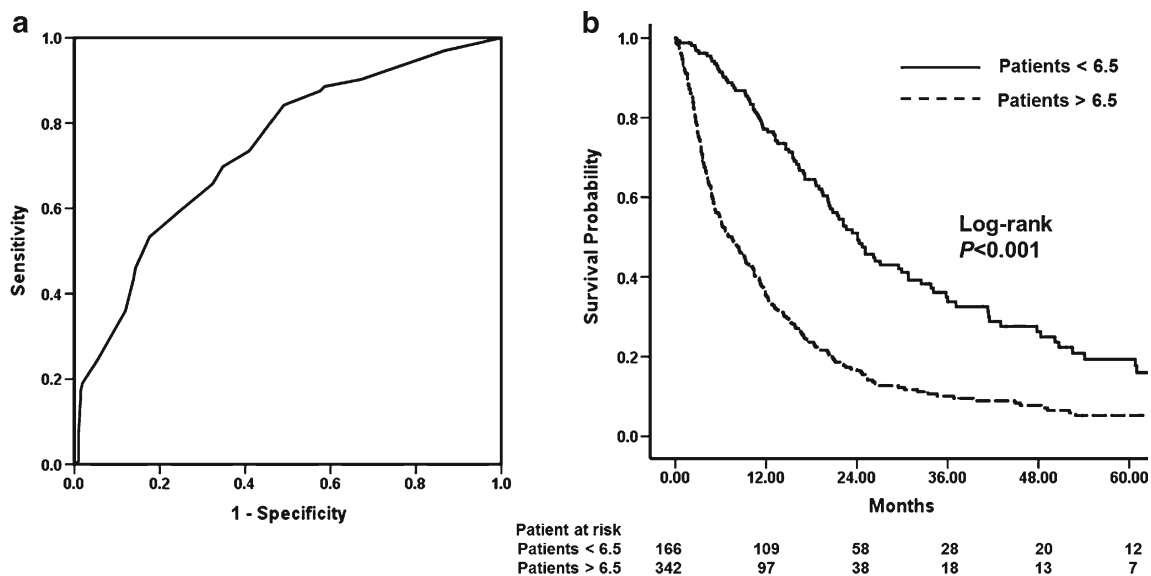 a
1.0
0.8
0.6
0.4
0.2
0.0
Sensitivity
0.0 0.2 0.4 0.6 0.8 1.0
1 - Specificity
b
1.0
0.8
0.6
0.4
0.2
0.0
Survival Probability
Patients < 6.5
Patients > 6.5
Log-rank
P<0.001
0.00 12.00 24.00 36.00 48.00 60.00
Months
Patient at risk
Patients < 6.5 166 109 58 28 20 12
Patients > 6.5 342 97 38 18 13 7